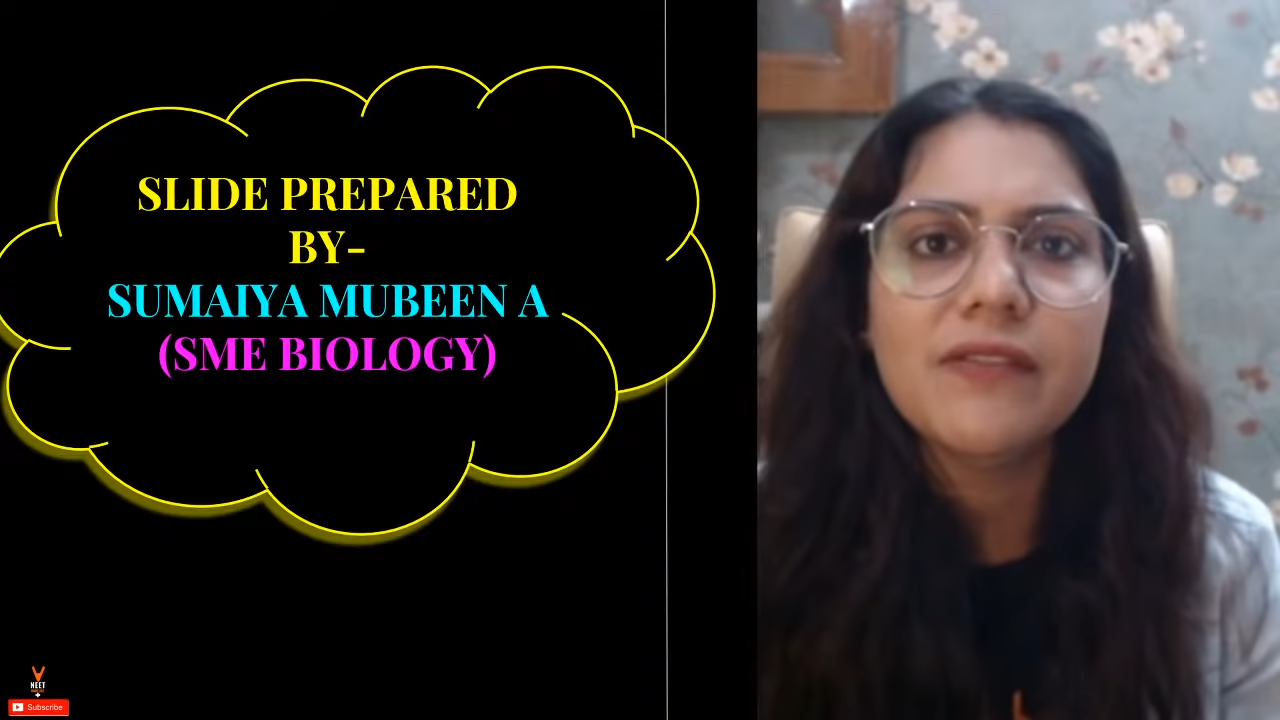 SLIDE PREPARED
BY-
SUMAIYA MUBEEN A
(SME BIOLOGY)
NEET
Subscribe